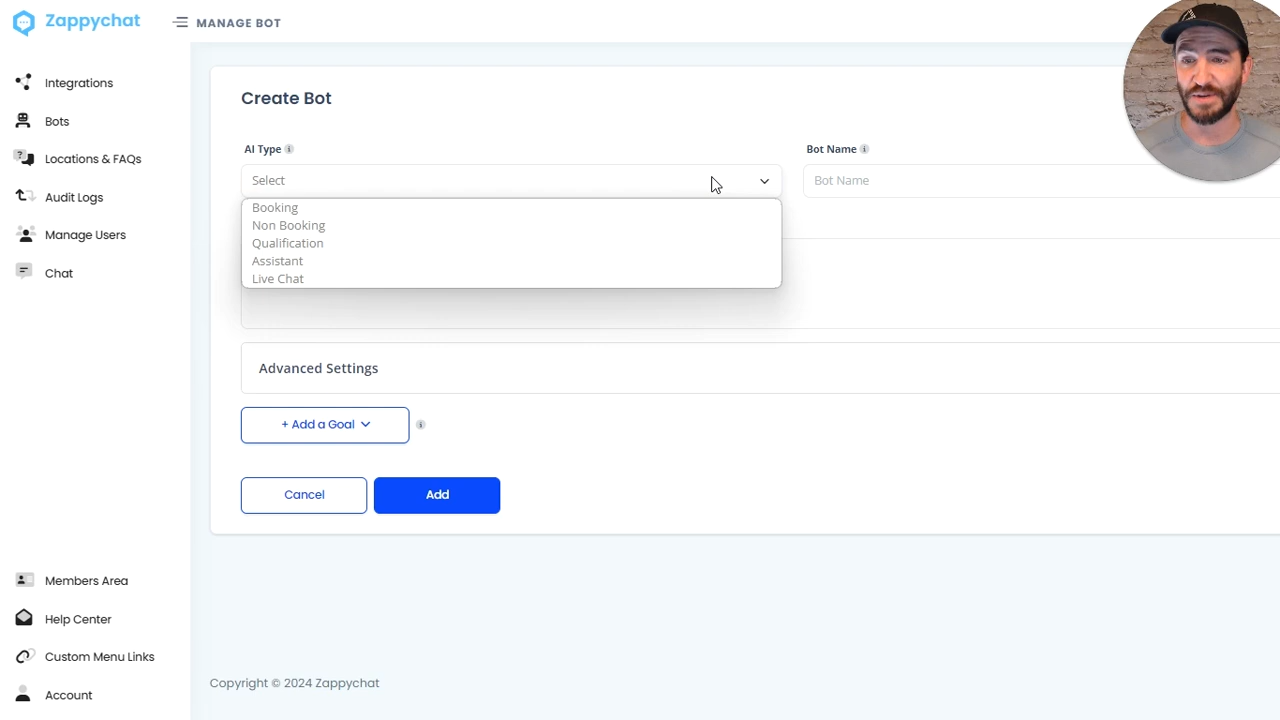 Zappychat
MANAGE BOT
Integrations
Bots
Locations & FAQs
Audit Logs
Manage Users
Chat
Members Area
Help Center
Custom Menu Links
Account
Create Bot
AI Type
Bot Name
Select
Bot Name
Booking
Non Booking
Qualification
Assistant
Live Chat
Advanced Settings
+ Add a Goal
Cancel
Add
Copyright © 2024 Zappychat